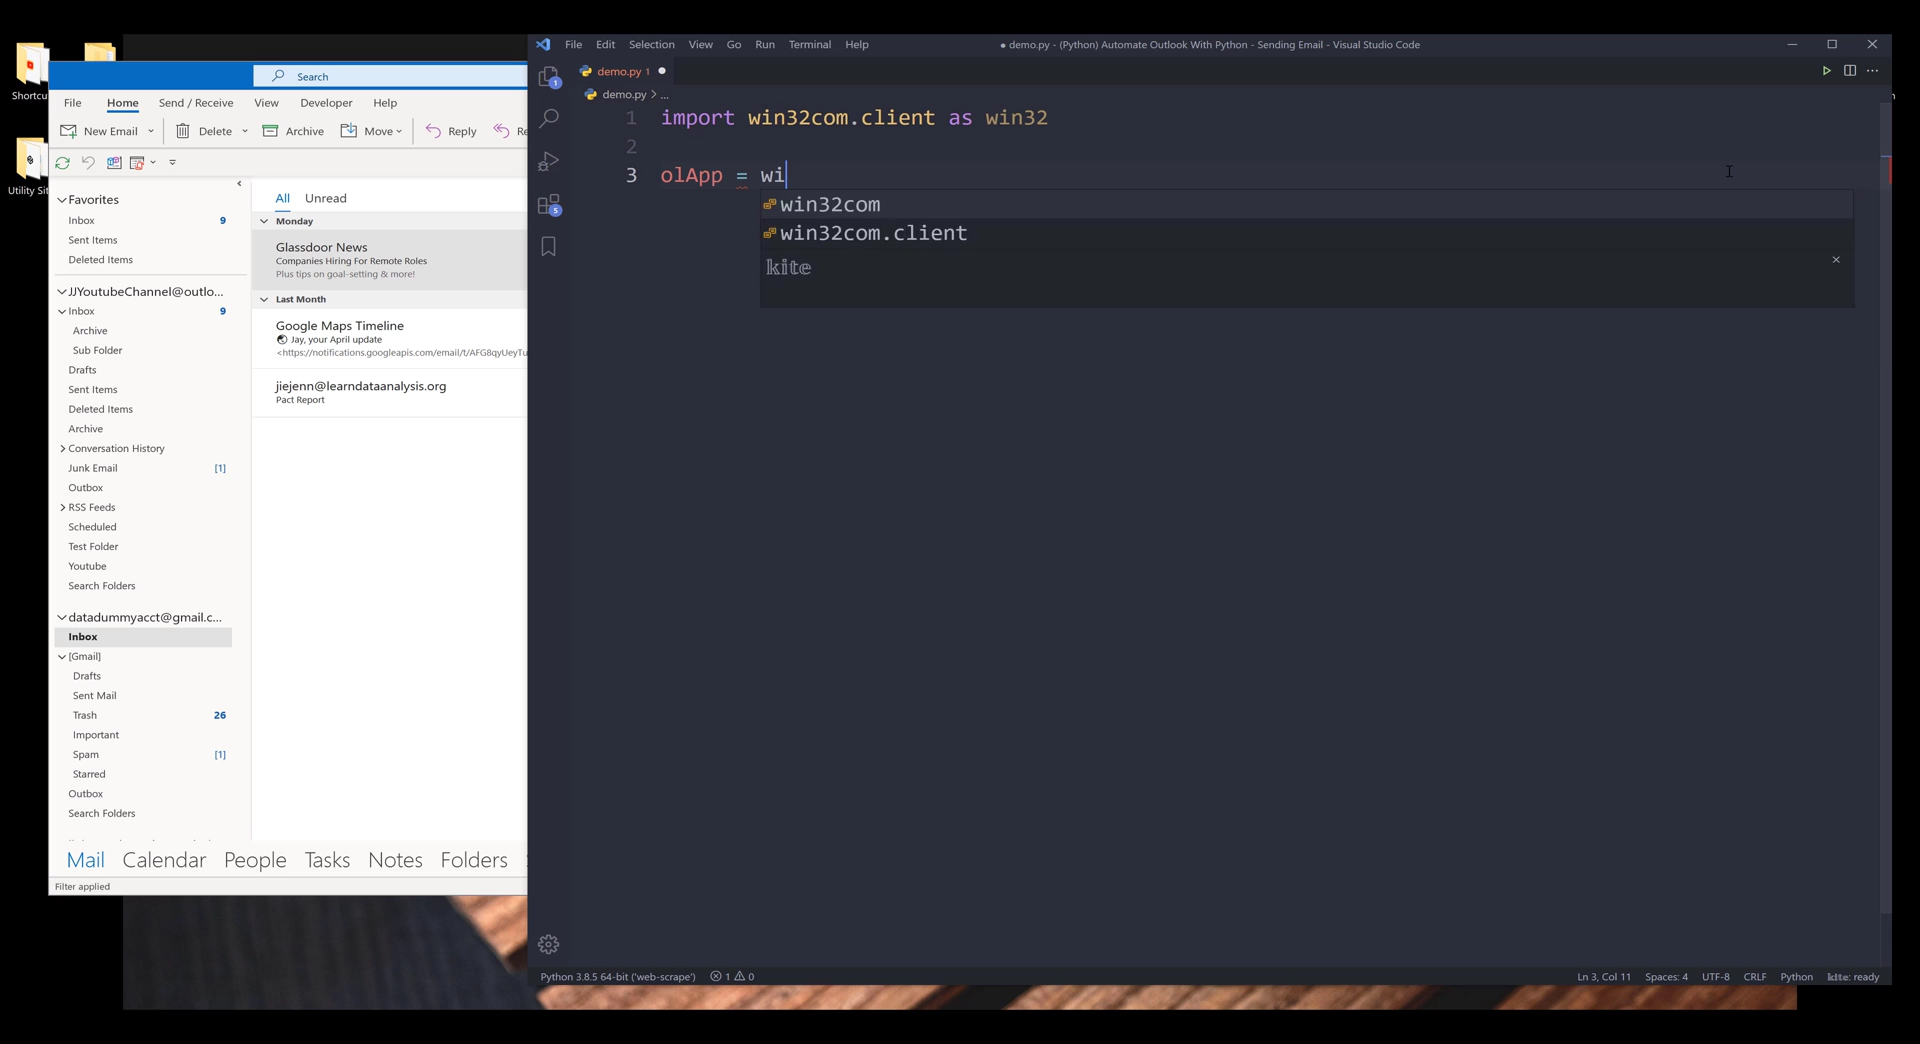 Shortcu
Utility Sit
Search
File Home Send / Receive View Developer Help
New Email Delete Archive Move Reply Re
Favorites
Inbox 9
Sent Items
Deleted Items
JJYoutubeChannel@outlo...
Inbox 9
Archive
Sub Folder
Drafts
Sent Items
Deleted Items
Archive
Conversation History
Junk Email [1]
Outbox
RSS Feeds
Scheduled
Test Folder
Youtube
Search Folders
datadummyacct@gmail.c...
Inbox
[Gmail]
Drafts
Sent Mail
Trash 26
Important
Spam [1]
Starred
Outbox
Search Folders
All Unread
Monday
Glassdoor News
Companies Hiring For Remote Roles
Plus tips on goal-setting & more!
Last Month
Google Maps Timeline
Jay, your April update
<https://notifications.googleapis.com/email/t/AFG8qyUeyTu
jiejenn@learndataanalysis.org
Pact Report
Mail Calendar People Tasks Notes Folders
Filter applied
File Edit Selection View Go Run Terminal Help
● demo.py - (Python) Automate Outlook With Python - Sending Email - Visual Studio Code
demo.py 1 ●
demo.py > ...
1 import win32com.client as win32
2
3 olApp = wi
win32com
win32com.client
kite
1
5
Python 3.8.5 64-bit ('web-scrape') 1 0
Ln 3, Col 11 Spaces: 4 UTF-8 CRLF Python kite: ready